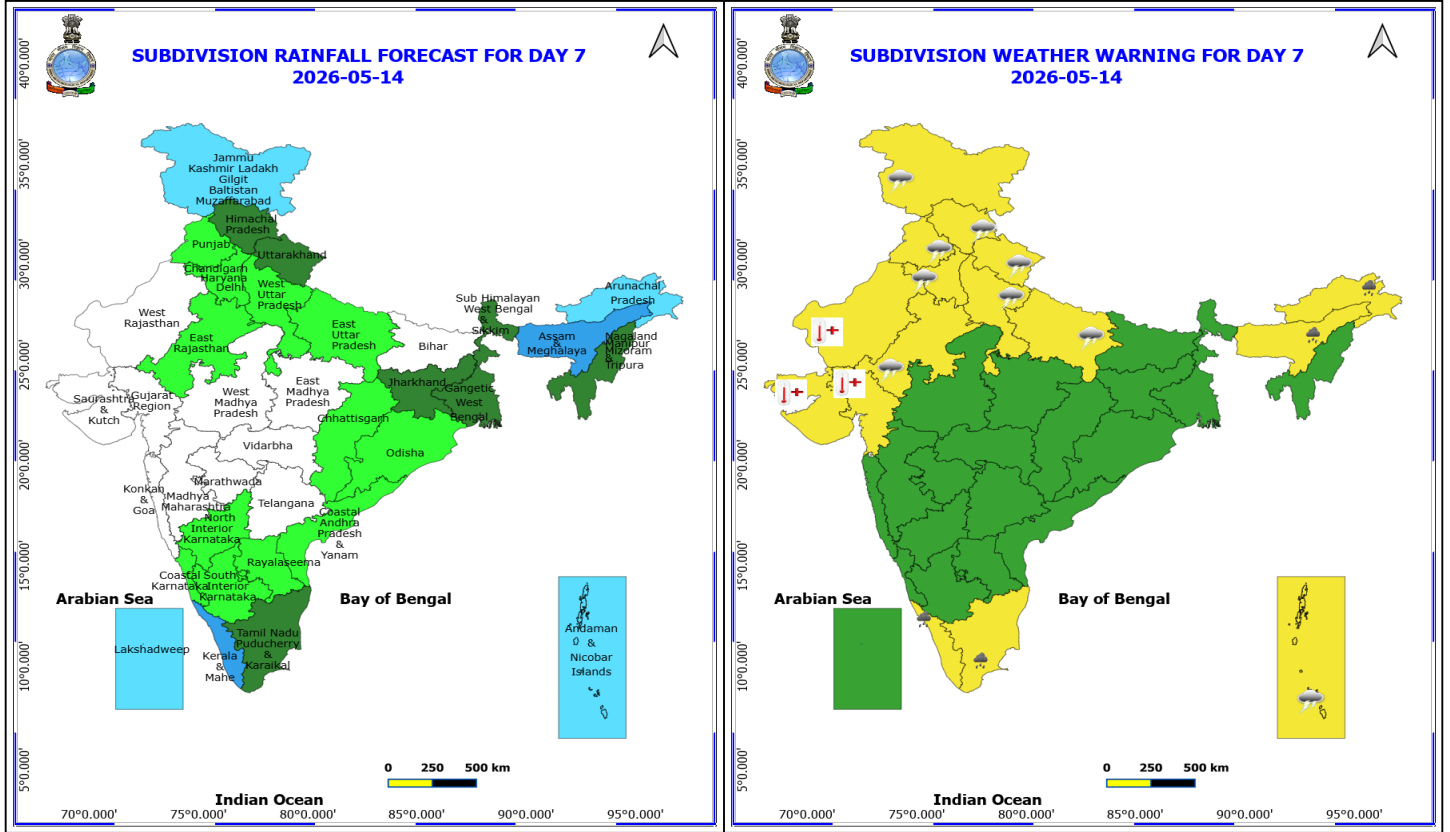 SUBDIVISION RAINFALL FORECAST FOR DAY 7
2026-05-14
40°0.000'
35°0.000'
30°0.000'
25°0.000'
20°0.000'
15°0.000'
10°0.000'
5°0.000'
Jammu
Kashmir Ladakh
Gilgit
Baltistan
Muzaffarabad
Himachal
Pradesh
Punjab
Uttarakhand
Chandigarh
Haryana
Delhi
West
Uttar
Pradesh
Arunachal
Pradesh
Sub Himalayan
West Bengal
&
Sikkim
West
Rajasthan
East
Uttar
Pradesh
East
Rajasthan
Bihar
Assam
&
Meghalaya
Nagaland
Manipur
Mizoram
&
Tripura
Jharkhand
Gangetic
West
Bengal
East
Madhya
Pradesh
West
Madhya
Pradesh
Gujarat
Region
Saurashtra
&
Kutch
Chhattisgarh
Vidarbha
Odisha
Konkan
&
Goa
Marathwada
Madhya
Maharashtra
Telangana
North
Interior
Karnataka
Coastal
Andhra
Pradesh
&
Yanam
Rayalaseema
Coastal
Karnataka
South
Interior
Karnataka
Arabian Sea
Bay of Bengal
Lakshadweep
Kerala
&
Mahe
Tamil Nadu
Puducherry
&
Karaikal
Andaman
&
Nicobar
Islands
0 250 500 km
Indian Ocean
70°0.000' 75°0.000' 80°0.000' 85°0.000' 90°0.000' 95°0.000'
SUBDIVISION WEATHER WARNING FOR DAY 7
2026-05-14
40°0.000'
35°0.000'
30°0.000'
25°0.000'
20°0.000'
15°0.000'
10°0.000'
5°0.000'
Arabian Sea
Bay of Bengal
0 250 500 km
Indian Ocean
70°0.000' 75°0.000' 80°0.000' 85°0.000' 90°0.000' 95°0.000'